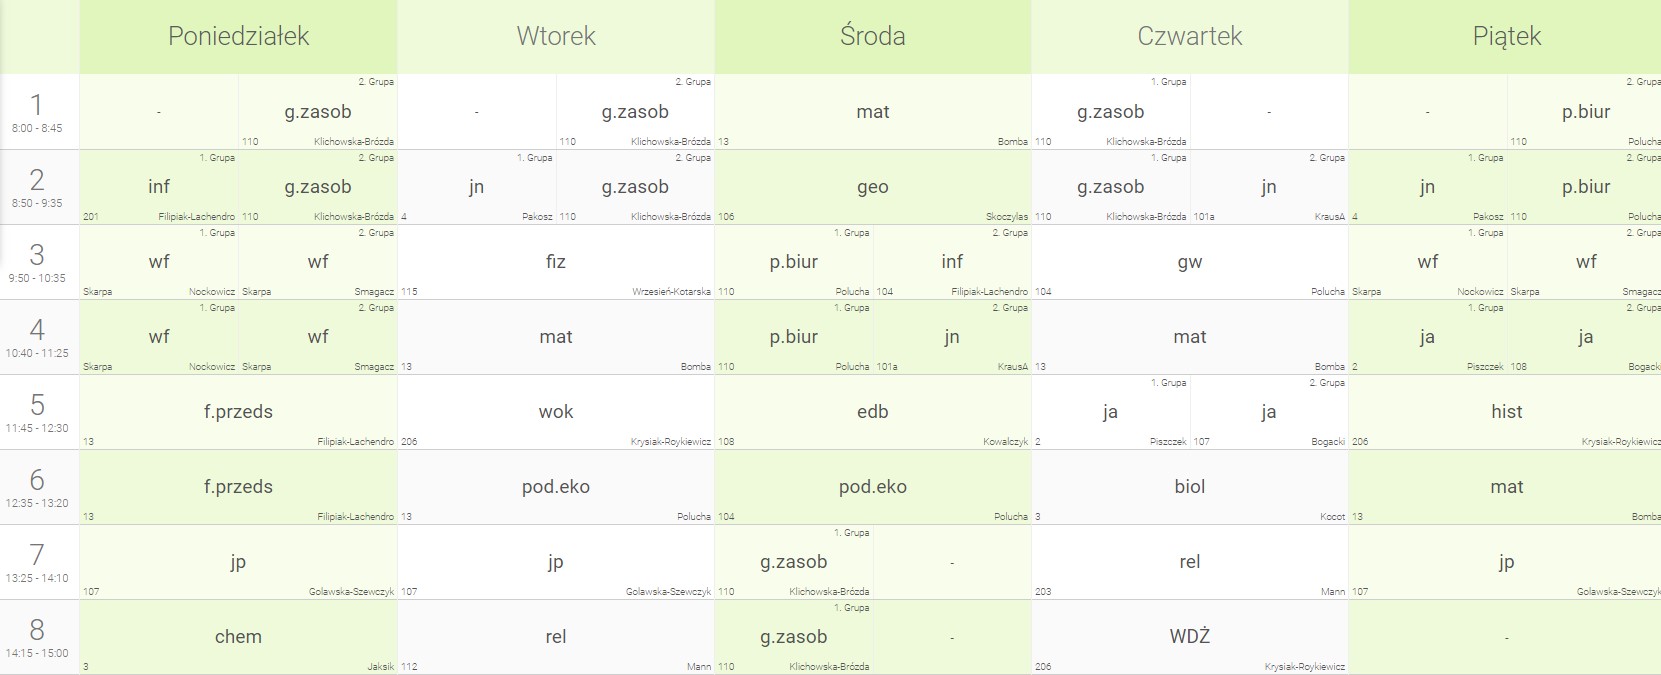 Poniedziałek Wtorek Środa Czwartek Piątek
1 8:00 - 8:45
- 2. Grupa g.zasob 110 Klichowska-Brózda
- 2. Grupa g.zasob 110 Klichowska-Brózda
mat 13 Bomba
1. Grupa g.zasob 110 Klichowska-Brózda -
- 2. Grupa p.biur 110 Polucha
2 8:50 - 9:35
1. Grupa inf 201 Filipiak-Lachendro 2. Grupa g.zasob 110 Klichowska-Brózda
1. Grupa jn 4 Pakosz 2. Grupa g.zasob 110 Klichowska-Brózda
geo 106 Skoczylas
1. Grupa g.zasob 110 Klichowska-Brózda 2. Grupa jn 101a KrausA
1. Grupa jn 4 Pakosz 2. Grupa p.biur 110 Polucha
3 9:50 - 10:35
1. Grupa wf Skarpa Nockowicz 2. Grupa wf Skarpa Smagacz
fiz 115 Wrzesień-Kotarska
1. Grupa p.biur 110 Polucha 2. Grupa inf 104 Filipiak-Lachendro
gw 104 Polucha
1. Grupa wf Skarpa Nockowicz 2. Grupa wf Skarpa Smagacz
4 10:40 - 11:25
1. Grupa wf Skarpa Nockowicz 2. Grupa wf Skarpa Smagacz
mat 13 Bomba
1. Grupa p.biur 110 Polucha 2. Grupa jn 101a KrausA
mat 13 Bomba
1. Grupa ja 2 Piszczek 2. Grupa ja 108 Bogacki
5 11:45 - 12:30
f.przeds 13 Filipiak-Lachendro
wok 206 Krysiak-Roykiewicz
edb 108 Kowalczyk
1. Grupa ja 2 Piszczek 2. Grupa ja 107 Bogacki
hist 206 Krysiak-Roykiewicz
6 12:35 - 13:20
f.przeds 13 Filipiak-Lachendro
pod.eko 13 Polucha
pod.eko 104 Polucha
biol 3 Kocot
mat 13 Bomba
7 13:25 - 14:10
jp 107 Golawska-Szewczyk
jp 107 Golawska-Szewczyk
1. Grupa g.zasob 110 Klichowska-Brózda -
rel 203 Mann
jp 107 Golawska-Szewczyk
8 14:15 - 15:00
chem 3 Jaksik
rel 112 Mann
1. Grupa g.zasob 110 Klichowska-Brózda -
WDŻ 206 Krysiak-Roykiewicz
-